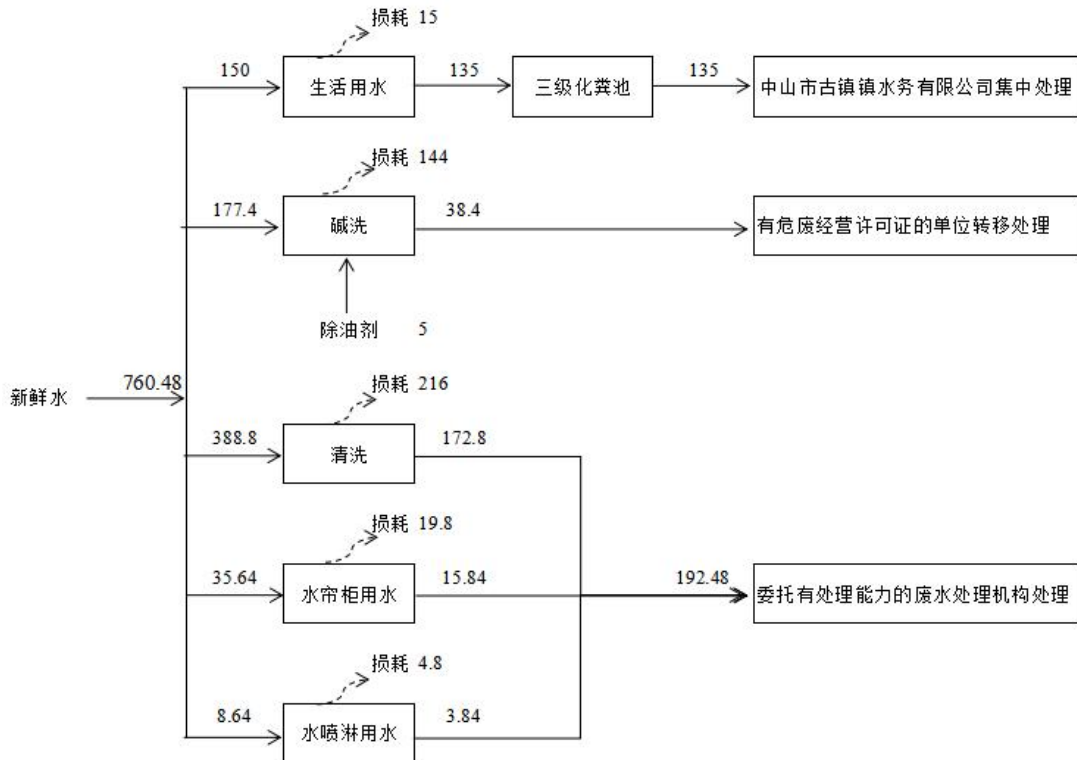 损耗 15
150
生活用水
135
三级化粪池
135
中山市古镇镇水务有限公司集中处理
损耗 144
177.4
碱洗
38.4
有危废经营许可证的单位转移处理
除油剂 5
新鲜水
760.48
损耗 216
388.8
清洗
172.8
损耗 19.8
35.64
水帘柜用水
15.84
192.48
委托有处理能力的废水处理机构处理
损耗 4.8
8.64
水喷淋用水
3.84